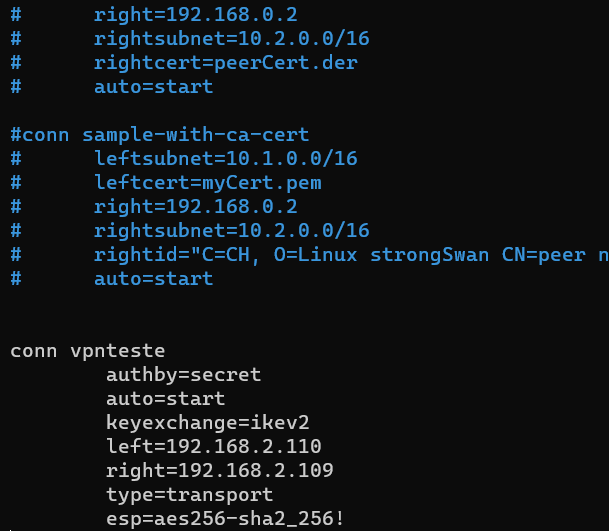 #      right=192.168.0.2
#      rightsubnet=10.2.0.0/16
#      rightcert=peerCert.der
#      auto=start
#conn sample-with-ca-cert
#      leftsubnet=10.1.0.0/16
#      leftcert=myCert.pem
#      right=192.168.0.2
#      rightsubnet=10.2.0.0/16
#      rightid="C=CH, O=Linux strongSwan CN=peer n
#      auto=start
conn vpnteste
        authby=secret
        auto=start
        keyexchange=ikev2
        left=192.168.2.110
        right=192.168.2.109
        type=transport
        esp=aes256-sha2_256!